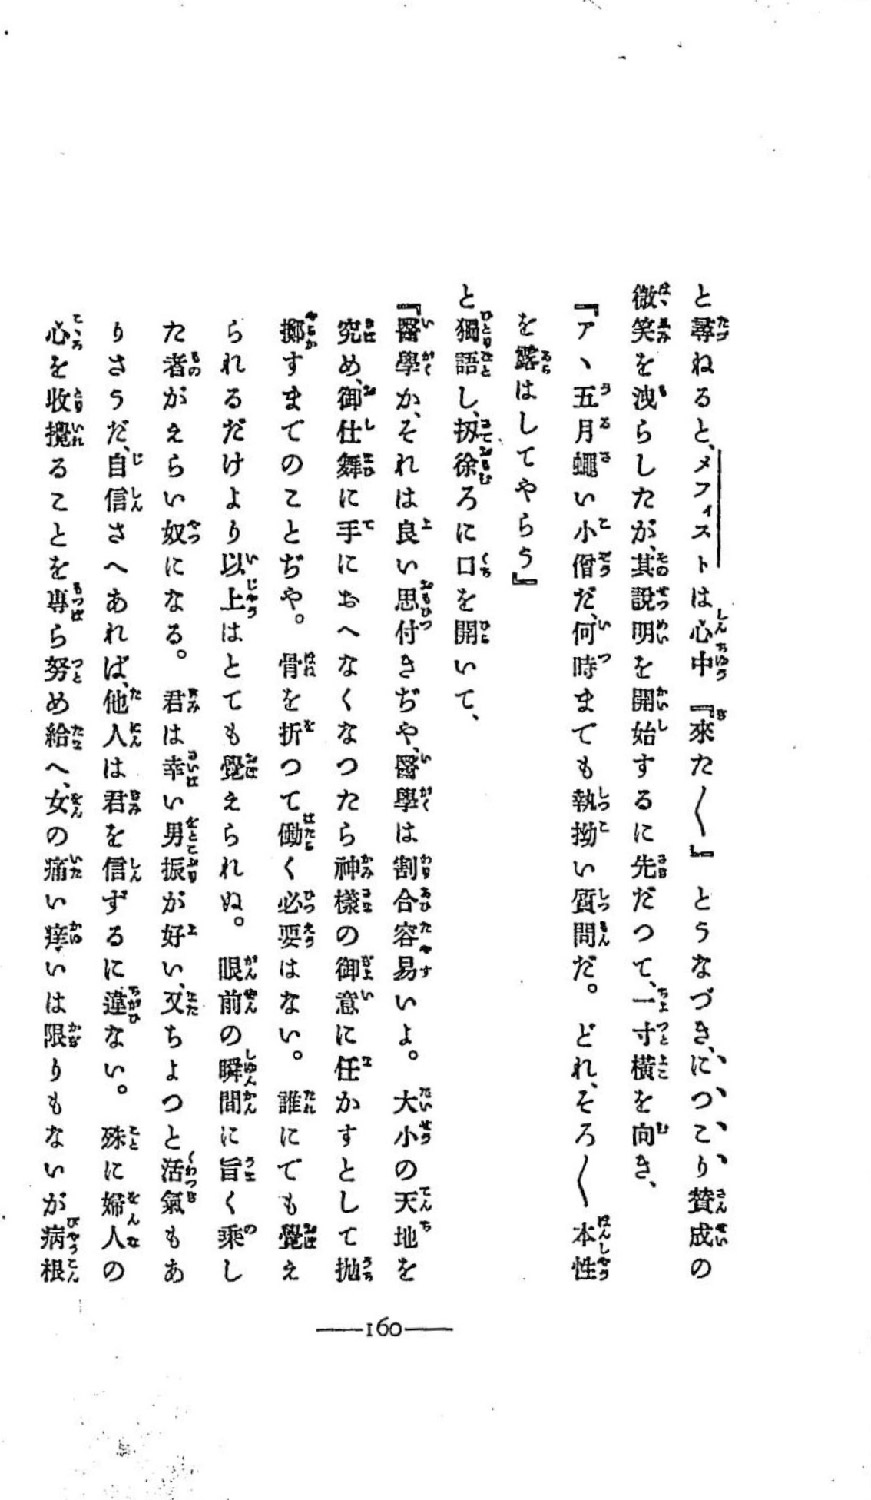 と尋ねると、メフィストは心中『來た〱』とうなづき、につこり賛成の
微笑を洩らしたが、其説明を開始するに先だつて、一寸横を向き、
『アヽ五月蠅い小僧だ、何時までも執拗い質問だ。どれ、そろ〱本性
を露はしてやらう』
と獨語し、扨徐ろに口を開いて、
『醫學か、それは良い思付きぢや、醫學は割合容易いよ。大小の天地を
究め、御仕舞に手におへなくなつたら神樣の御意に任かすとして抛
擲すまでのことぢや。骨を折つて働く必要はない。誰にでも覺え
られるだけより以上はとても覺えられぬ。眼前の瞬間に旨く乘し
た者がえらい奴になる。君は幸い男振が好い、又ちよつと活氣もあ
りさうだ、自信さへあれば、他人は君を信ずるに違ない。殊に婦人の
心を收攬ることを專ら努め給へ、女の痛い痒いは限りもないが病根
160